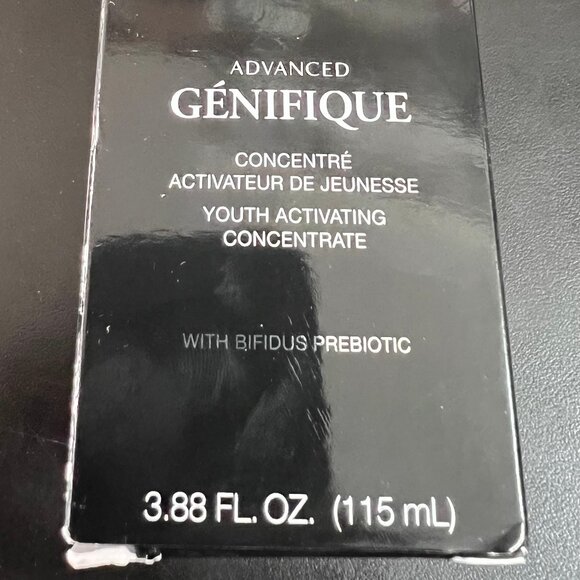 ADVANCED
GÉNIFIQUE
CONCENTRÉ
ACTIVATEUR DE JEUNESSE
YOUTH ACTIVATING
CONCENTRATE
WITH BIFIDUS PREBIOTIC
3.88 FL. OZ. (115 mL)